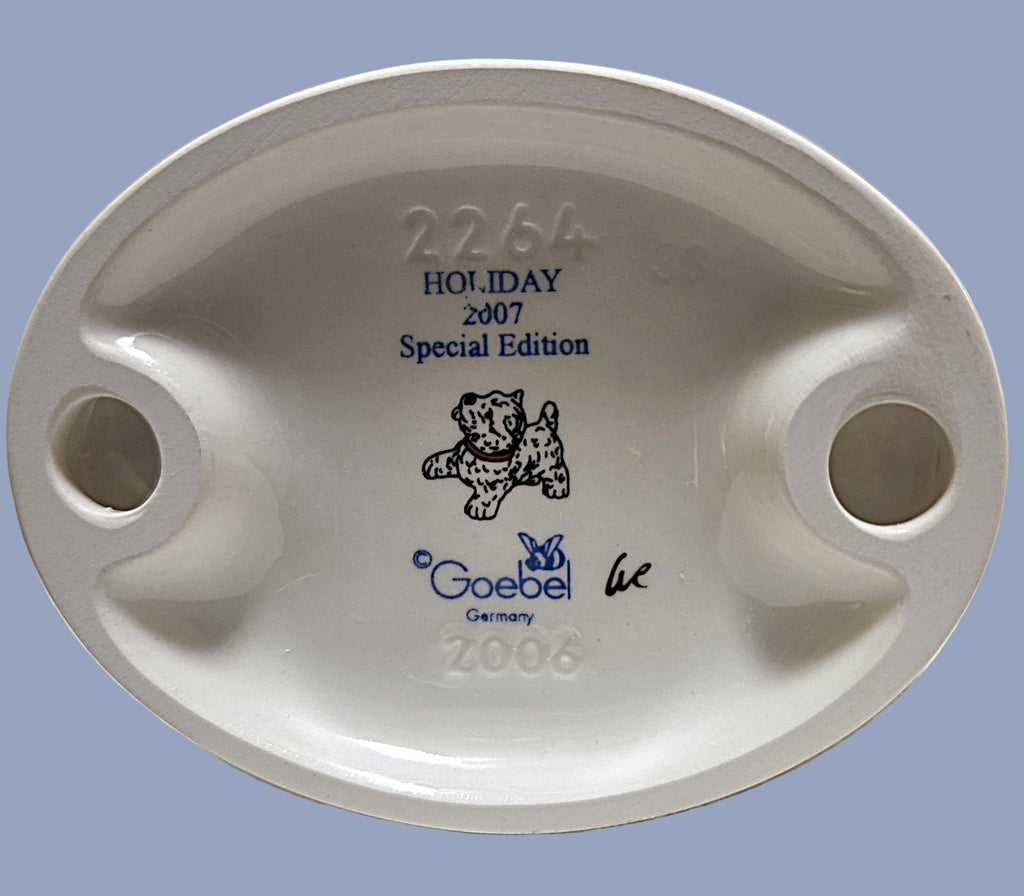 2264
HOLIDAY
2007
Special Edition
© Goebel
Germany
2006